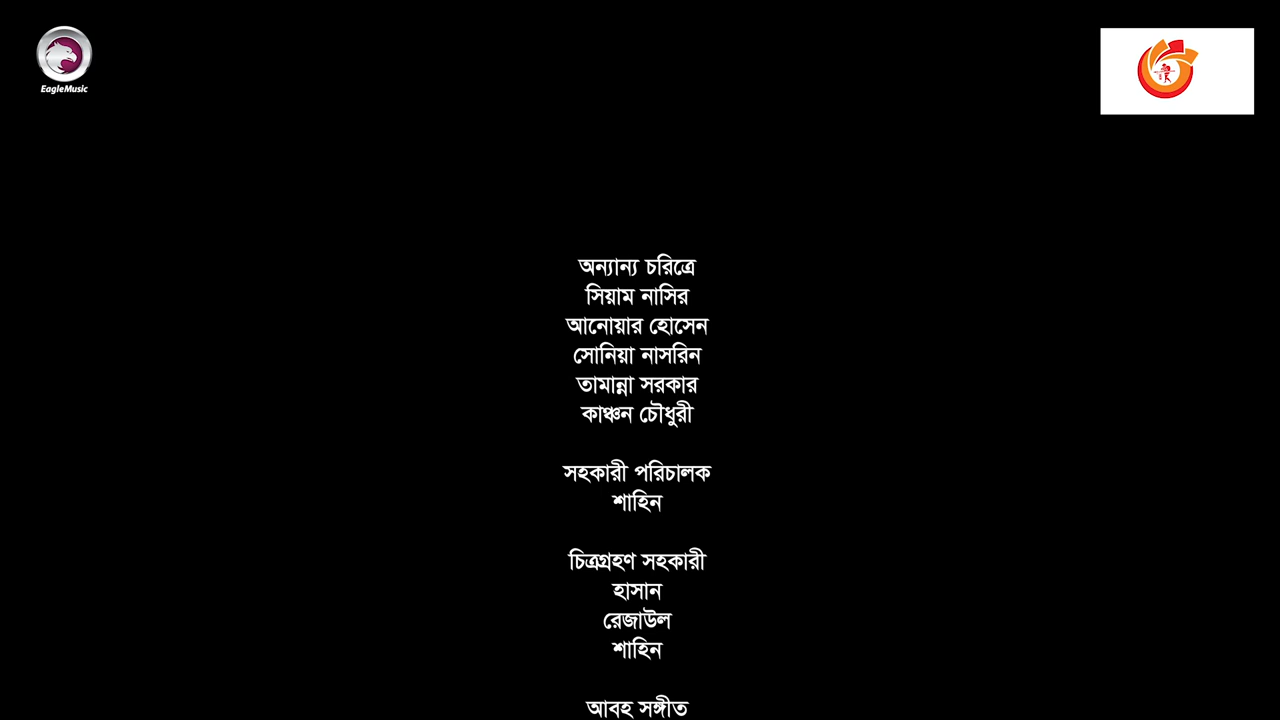 EagleMusic
অন্যান্য চরিত্রে
সিয়াম নাসির
আনোয়ার হোসেন
সোনিয়া নাসরিন
তামান্না সরকার
কাঞ্চন চৌধুরী
সহকারী পরিচালক
শাহিন
চিত্রগ্রহণ সহকারী
হাসান
রেজাউল
শাহিন
আবহ সঙ্গীত